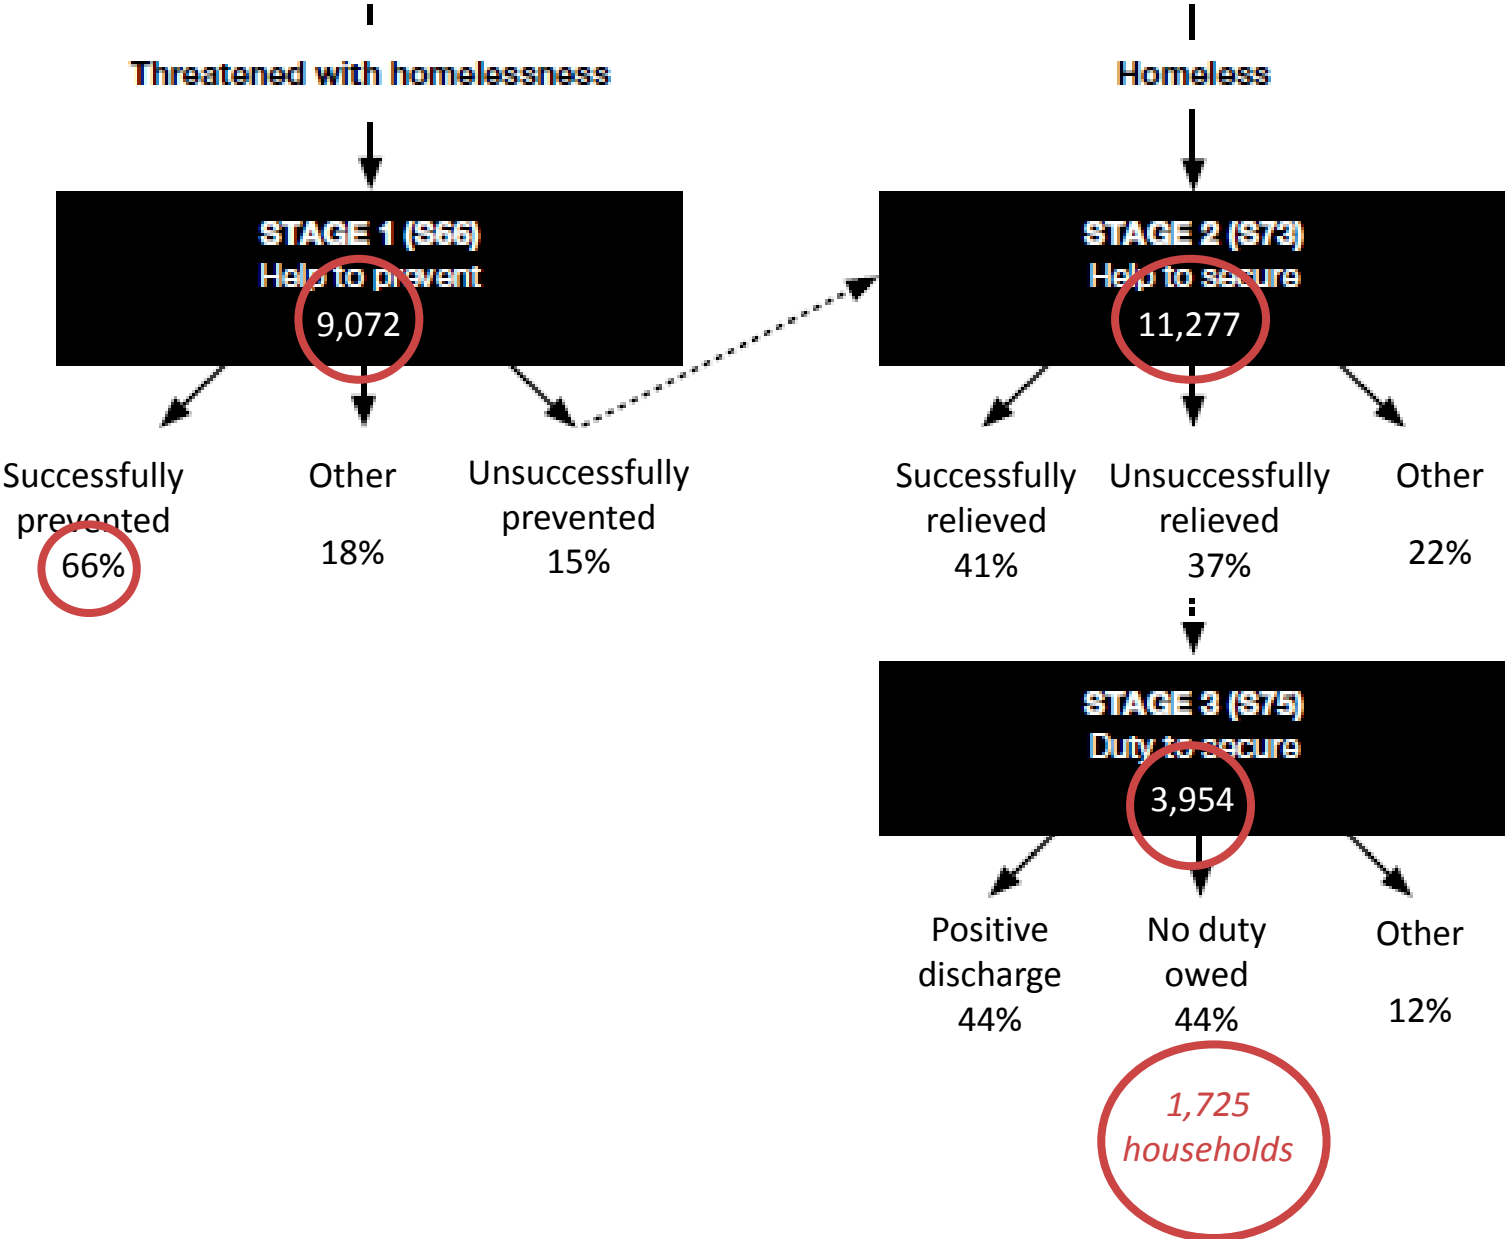 Threatened with homelessness
Homeless
STAGE 1 (S66)
Help to prevent
9,072
STAGE 2 (S73)
Help to secure
11,277
Successfully
prevented
66%
Other
18%
Unsuccessfully
prevented
15%
Successfully
relieved
41%
Unsuccessfully
relieved
37%
Other
22%
STAGE 3 (S75)
Duty to secure
3,954
Positive
discharge
44%
No duty
owed
44%
Other
12%
1,725
households